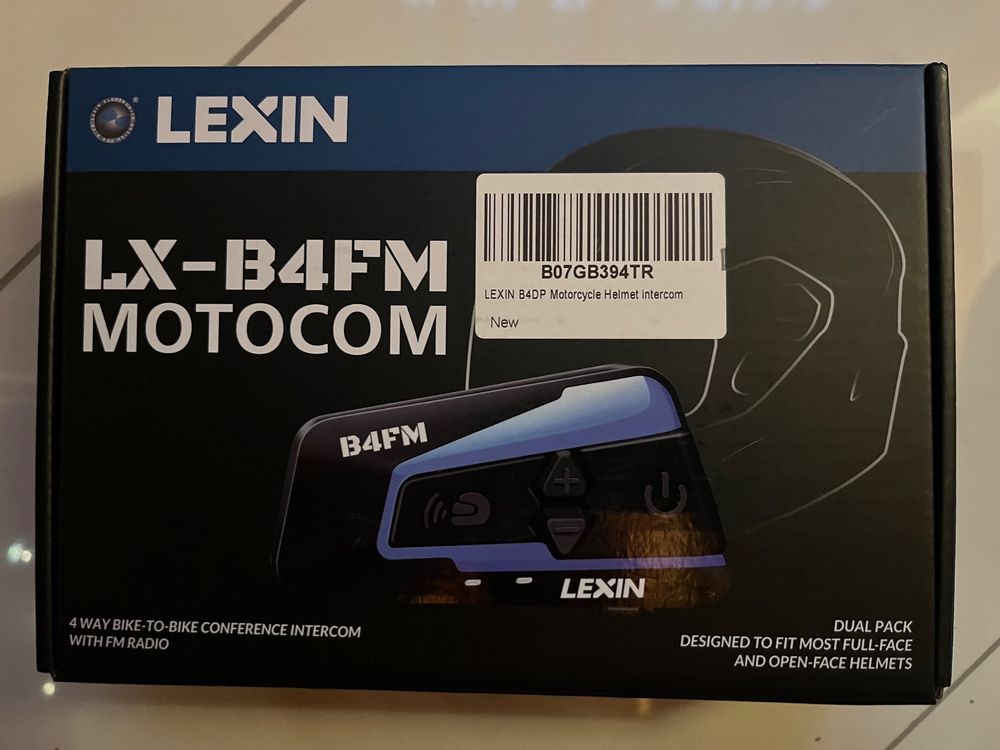 LEXIN
LX-B4FM
MOTOCOM
B07GB394TR
LEXIN B4DP Motorcycle Helmet intercom
New
B4FM
LEXIN
4 WAY BIKE-TO-BIKE CONFERENCE INTERCOM
WITH FM RADIO
DUAL PACK
DESIGNED TO FIT MOST FULL-FACE
AND OPEN-FACE HELMETS